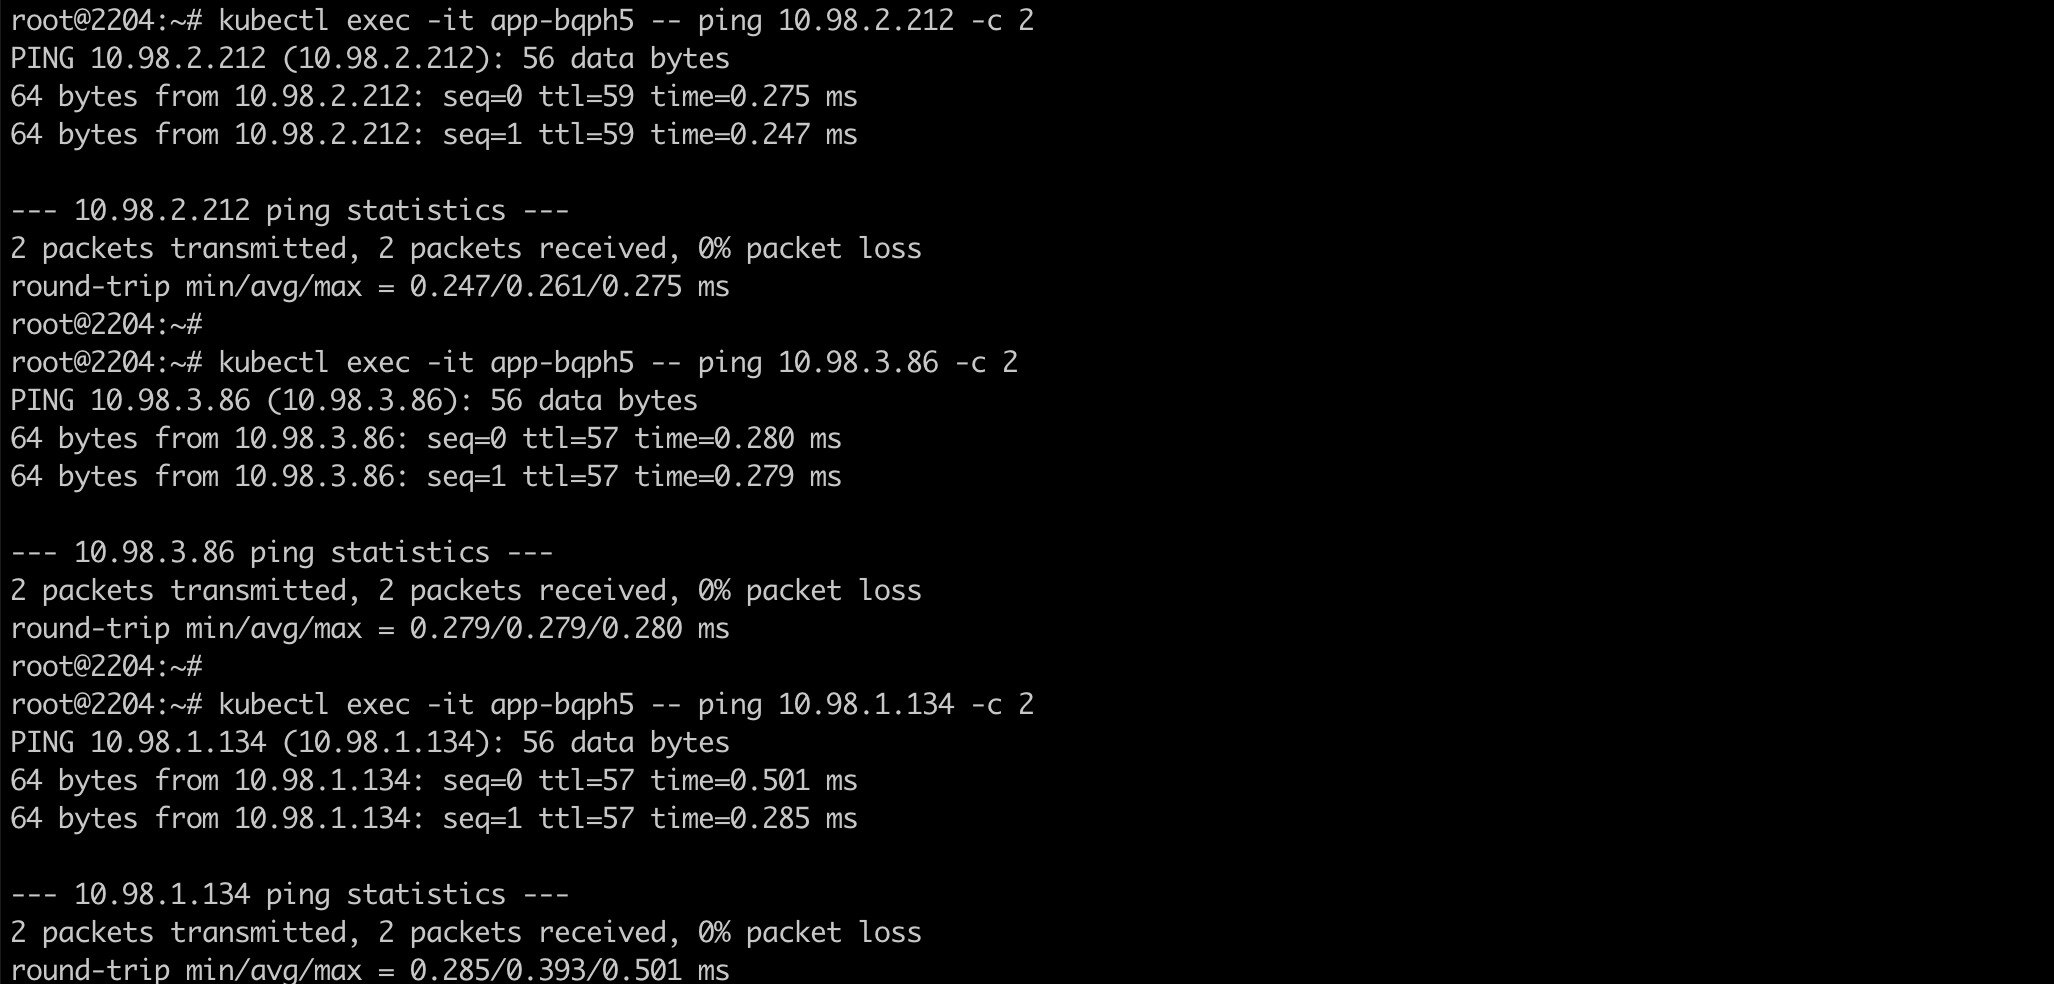 root@2204:~# kubectl exec -it app-bqph5 -- ping 10.98.2.212 -c 2
PING 10.98.2.212 (10.98.2.212): 56 data bytes
64 bytes from 10.98.2.212: seq=0 ttl=59 time=0.275 ms
64 bytes from 10.98.2.212: seq=1 ttl=59 time=0.247 ms
--- 10.98.2.212 ping statistics ---
2 packets transmitted, 2 packets received, 0% packet loss
round-trip min/avg/max = 0.247/0.261/0.275 ms
root@2204:~#
root@2204:~# kubectl exec -it app-bqph5 -- ping 10.98.3.86 -c 2
PING 10.98.3.86 (10.98.3.86): 56 data bytes
64 bytes from 10.98.3.86: seq=0 ttl=57 time=0.280 ms
64 bytes from 10.98.3.86: seq=1 ttl=57 time=0.279 ms
--- 10.98.3.86 ping statistics ---
2 packets transmitted, 2 packets received, 0% packet loss
round-trip min/avg/max = 0.279/0.279/0.280 ms
root@2204:~#
root@2204:~# kubectl exec -it app-bqph5 -- ping 10.98.1.134 -c 2
PING 10.98.1.134 (10.98.1.134): 56 data bytes
64 bytes from 10.98.1.134: seq=0 ttl=57 time=0.501 ms
64 bytes from 10.98.1.134: seq=1 ttl=57 time=0.285 ms
--- 10.98.1.134 ping statistics ---
2 packets transmitted, 2 packets received, 0% packet loss
round-trip min/avg/max = 0.285/0.393/0.501 ms